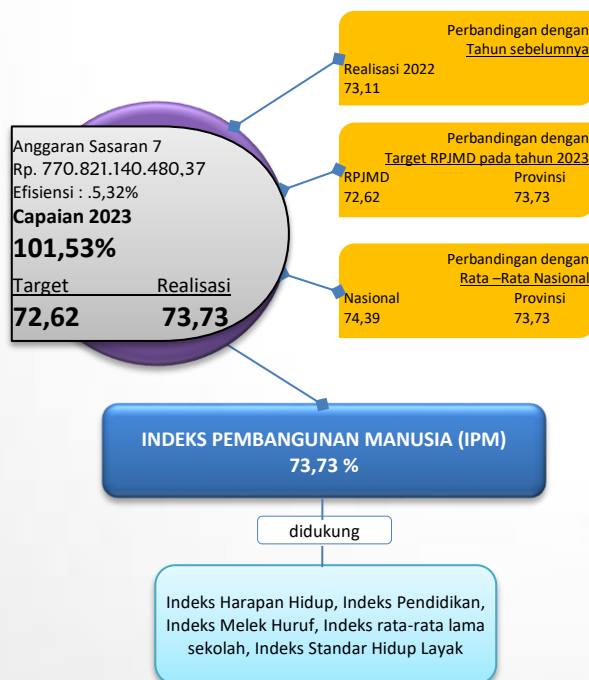 Perbandingan dengan
Tahun sebelumnya
Realisasi 2022
73,11
Anggaran Sasaran 7
Rp. 770.821.140.480,37
Efisiensi : .5,32%
Capaian 2023
101,53%
Target Realisasi
72,62 73,73
Perbandingan dengan
Target RPJMD pada tahun 2023
RPJMD Provinsi
72,62 73,73
Perbandingan dengan
Rata –Rata Nasional
Nasional Provinsi
74,39 73,73
INDEKS PEMBANGUNAN MANUSIA (IPM)
73,73 %
didukung
Indeks Harapan Hidup, Indeks Pendidikan,
Indeks Melek Huruf, Indeks rata-rata lama
sekolah, Indeks Standar Hidup Layak